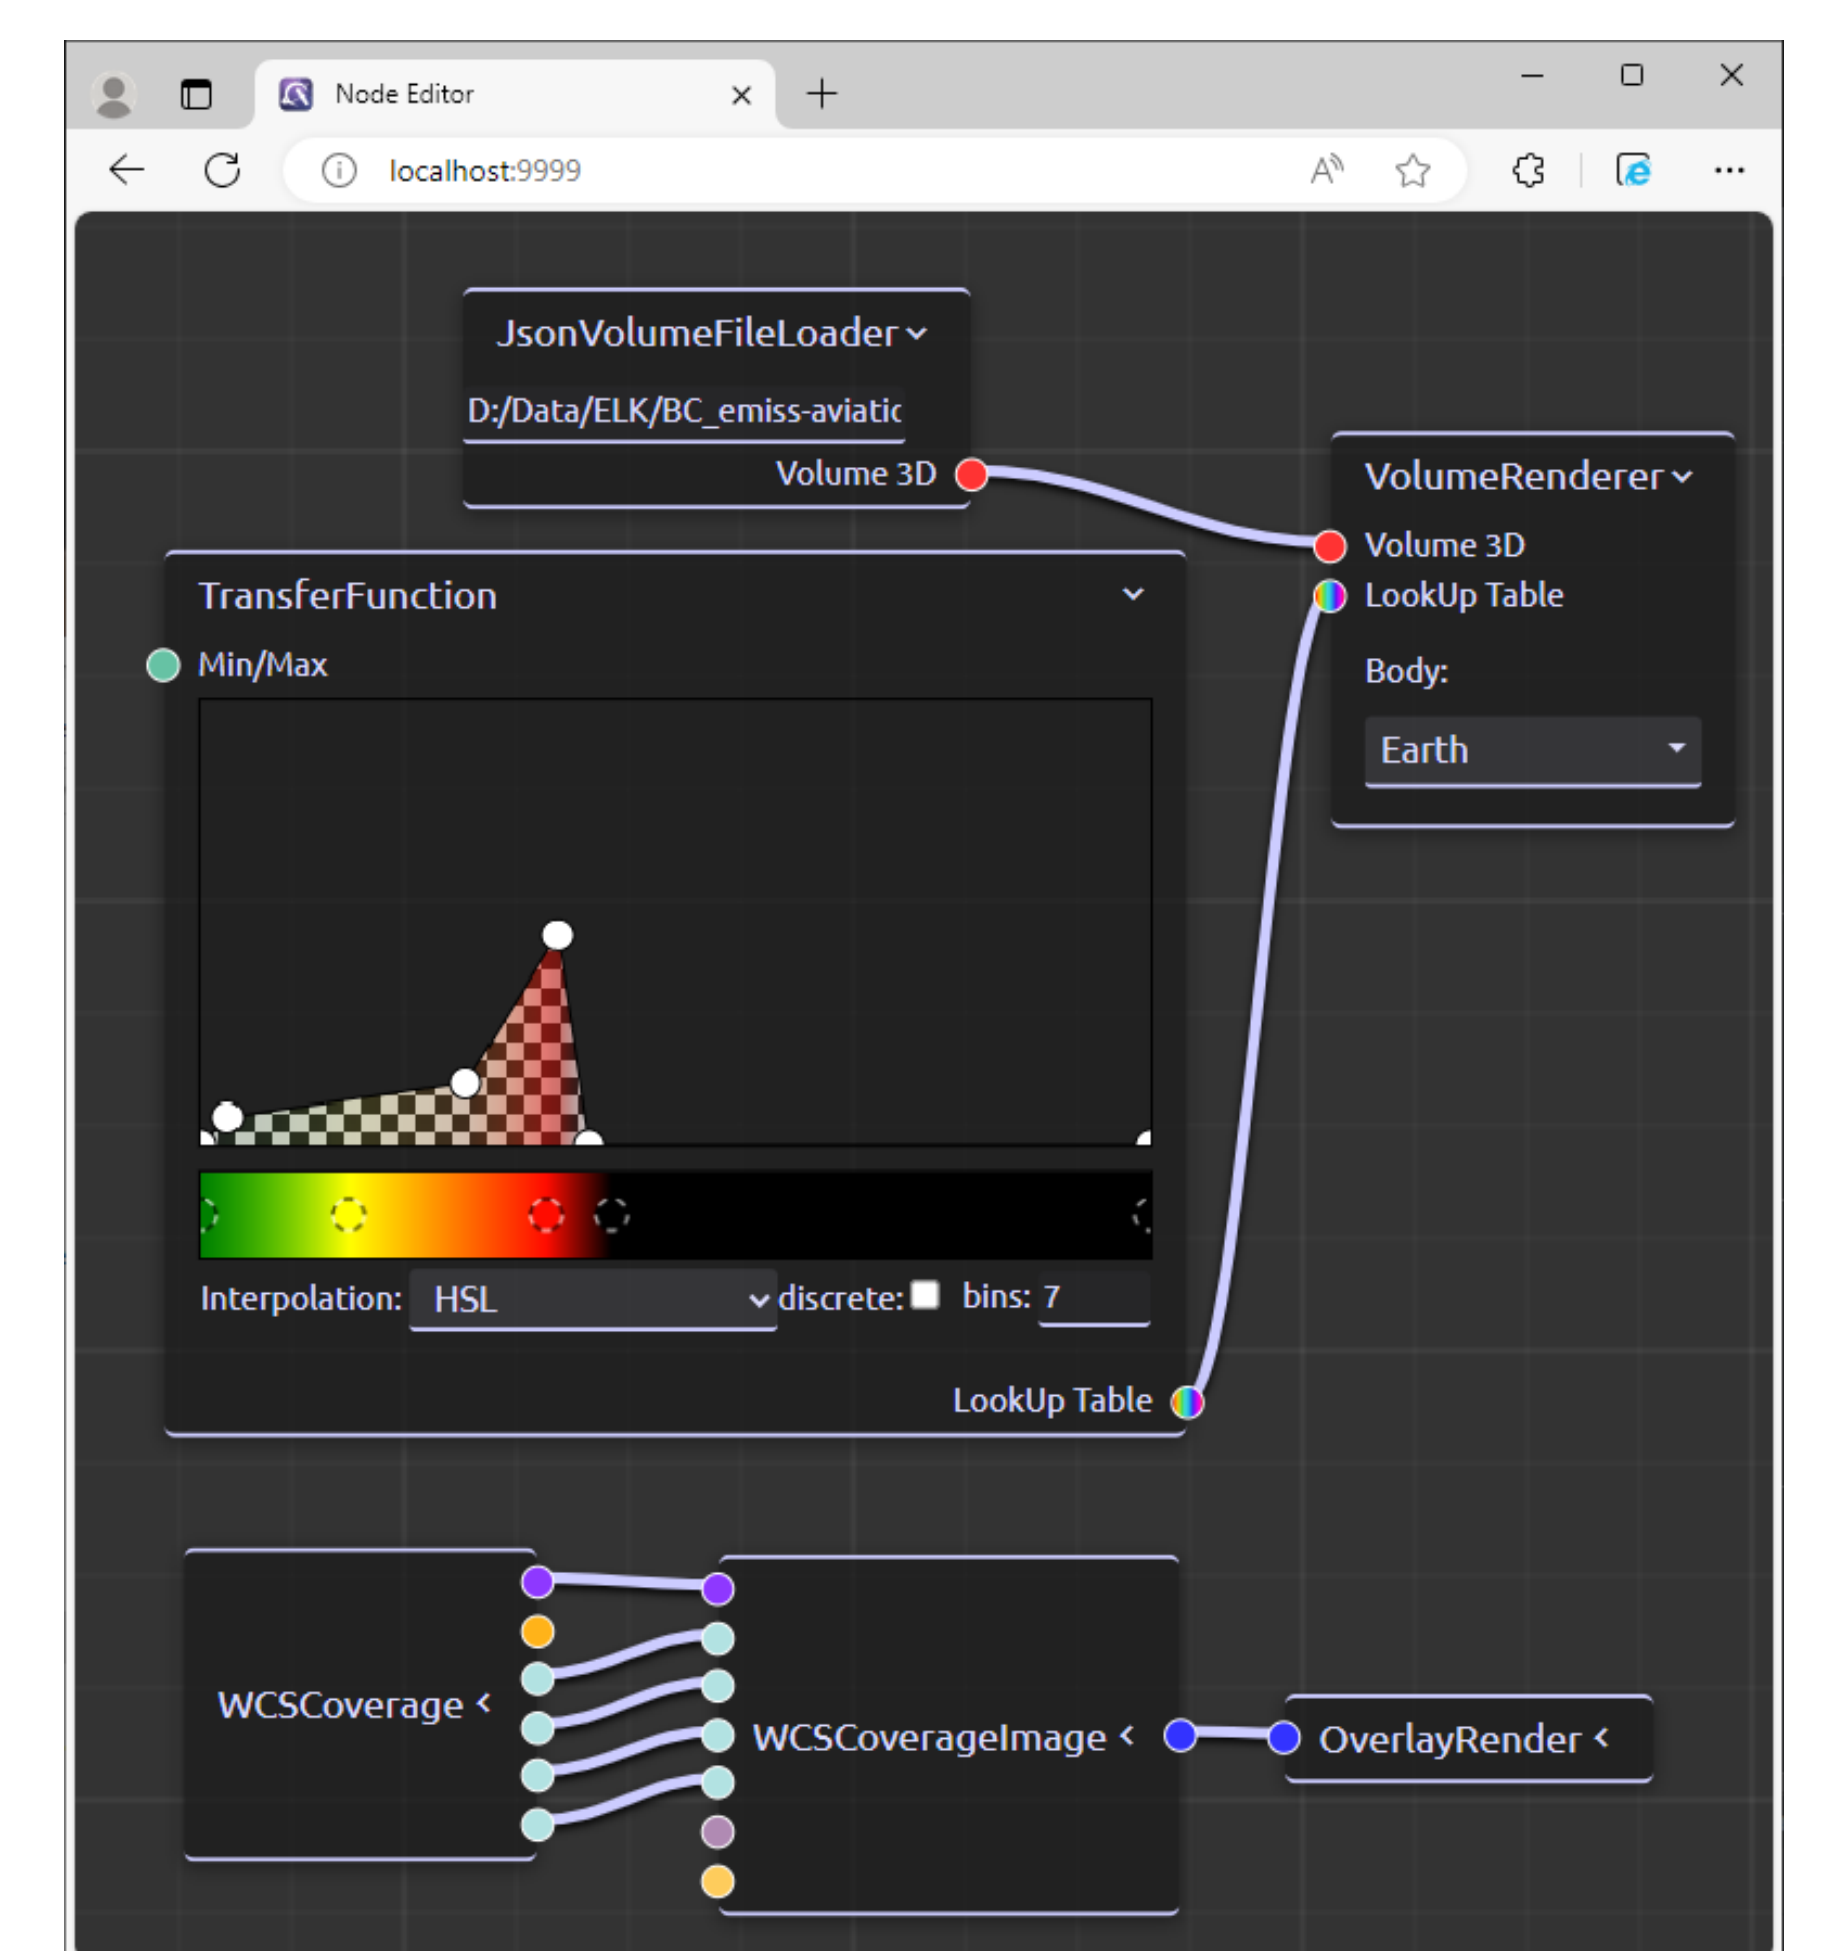 Node Editor
localhost:9999
JsonVolumeFileLoader
D:/Data/ELK/BC_emiss-aviatic
Volume 3D
VolumeRenderer
Volume 3D
LookUp Table
Body:
Earth
TransferFunction
Min/Max
Interpolation: HSL discrete: bins: 7
LookUp Table
WCSCoverage
WCSCoverageImage
OverlayRender